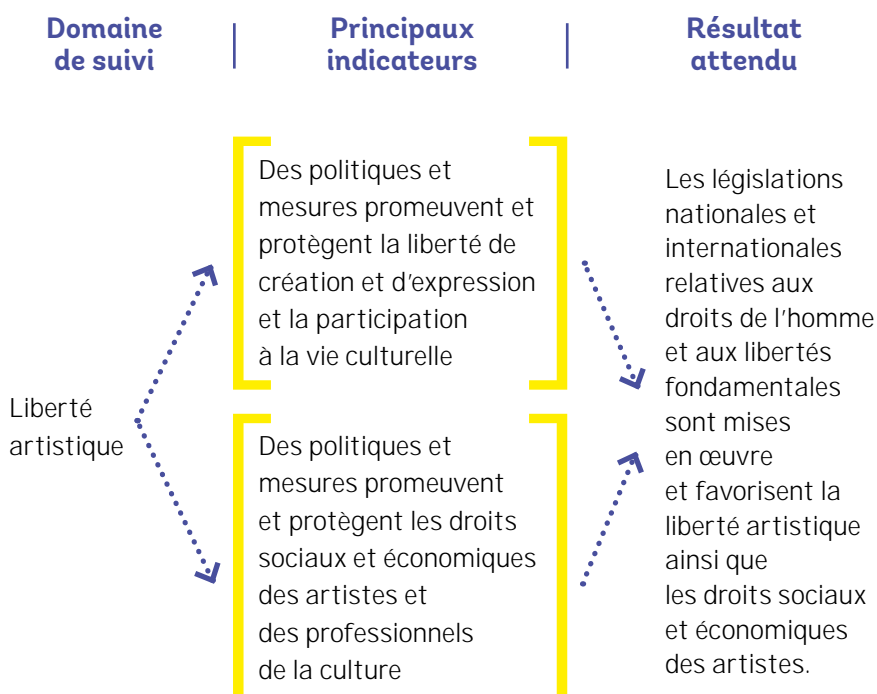 Domaine
de suivi
Principaux
indicateurs
Résultat
attendu
Liberté
artistique
Des politiques et
mesures promeuvent et
protègent la liberté de
création et d'expression
et la participation
à la vie culturelle
Des politiques et
mesures promeuvent
et protègent les droits
sociaux et économiques
des artistes et
des professionnels
de la culture
Les législations
nationales et
internationales
relatives aux
droits de l'homme
et aux libertés
fondamentales
sont mises
en œuvre
et favorisent la
liberté artistique
ainsi que
les droits sociaux
et économiques
des artistes.